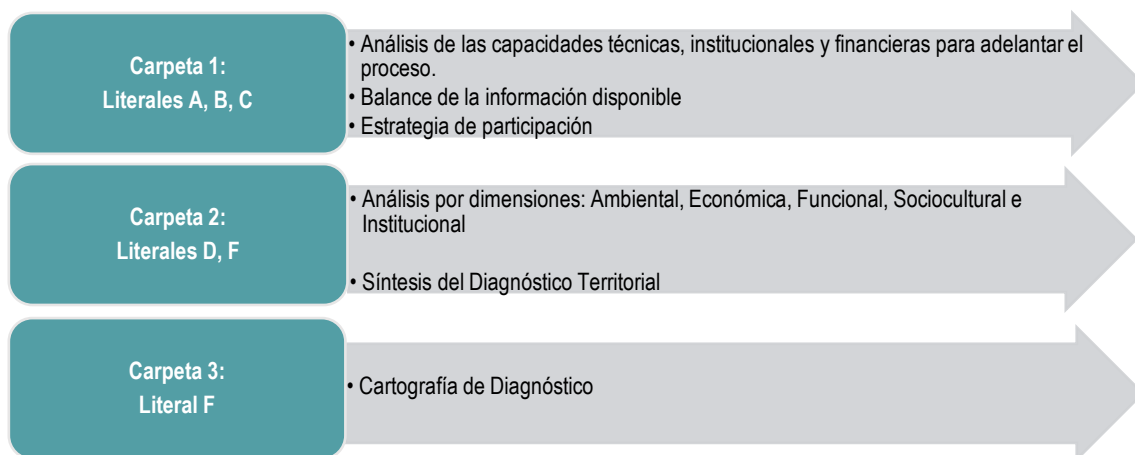 Carpeta 1:
Literales A, B, C
• Análisis de las capacidades técnicas, institucionales y financieras para adelantar el
proceso.
• Balance de la información disponible
• Estrategia de participación
Carpeta 2:
Literales D, F
• Análisis por dimensiones: Ambiental, Económica, Funcional, Sociocultural e
Institucional
• Síntesis del Diagnóstico Territorial
Carpeta 3:
Literal F
• Cartografía de Diagnóstico